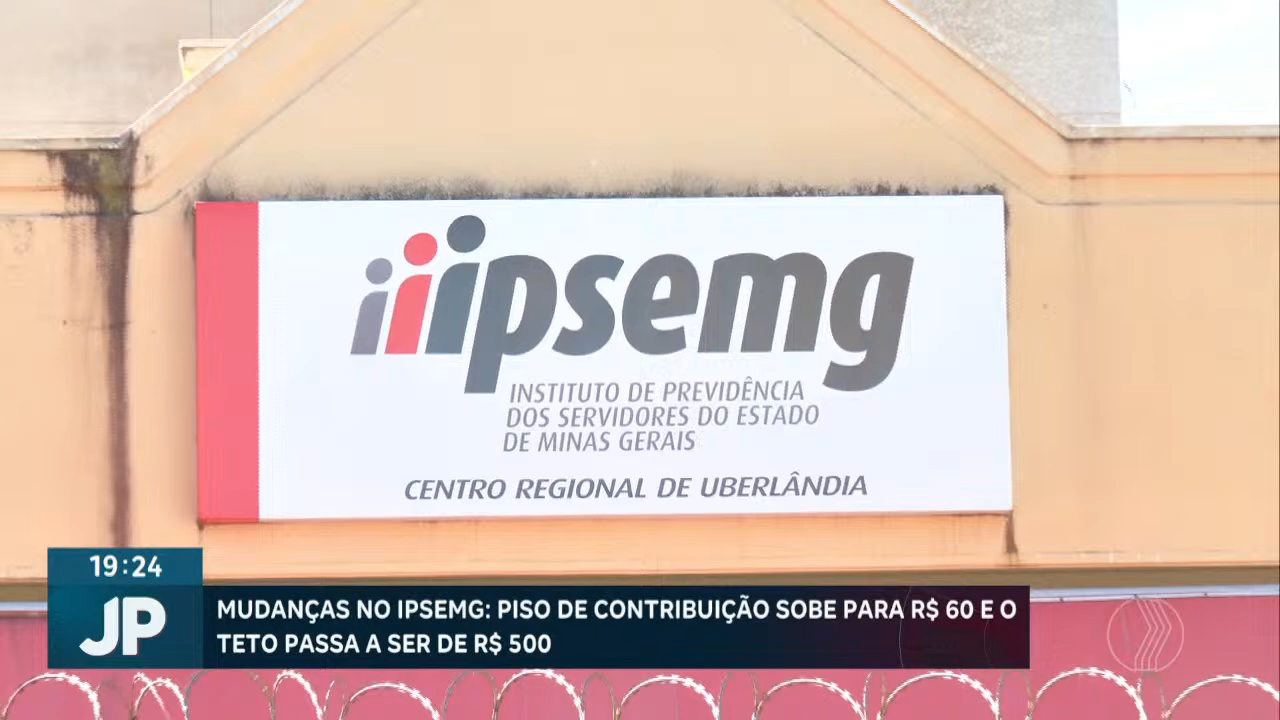 ipsemg
INSTITUTO DE PREVIDÊNCIA
DOS SERVIDORES DO ESTADO
DE MINAS GERAIS
CENTRO REGIONAL DE UBERLÂNDIA
19:24
JP
MUDANÇAS NO IPSEMG: PISO DE CONTRIBUIÇÃO SOBE PARA R$ 60 E O
TETO PASSA A SER DE R$ 500